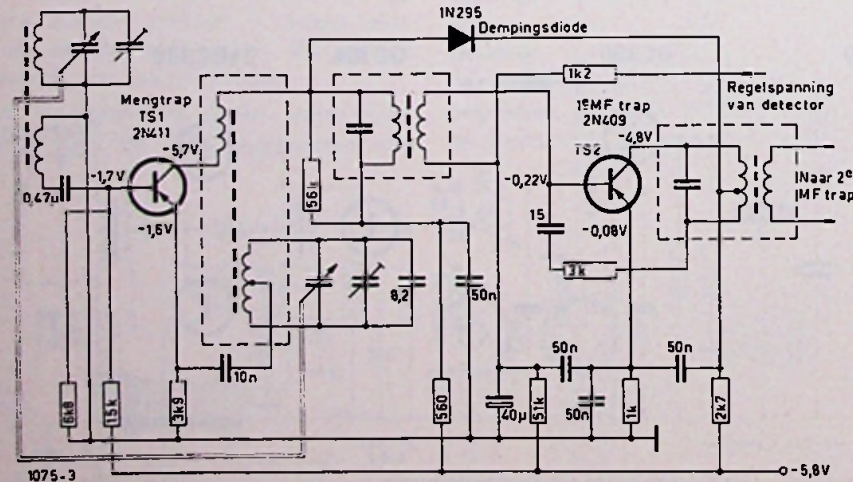 1N295
Dempingsdiode
1k2
Regelspanning
van detector
Mengtrap
TS1
2N411
-5,7V
1EMF trap
2N409
TS2
-4,8V
-1,7V
0,47µ
-1,6V
56k
-0,22V
15
-0,08V
3k
Naar 2e
MF trap
8,2
50n
10n
6k8
15k
3k9
560
40µ
51k
50n
50n
1k
50n
2k7
-5,8V
1075-3